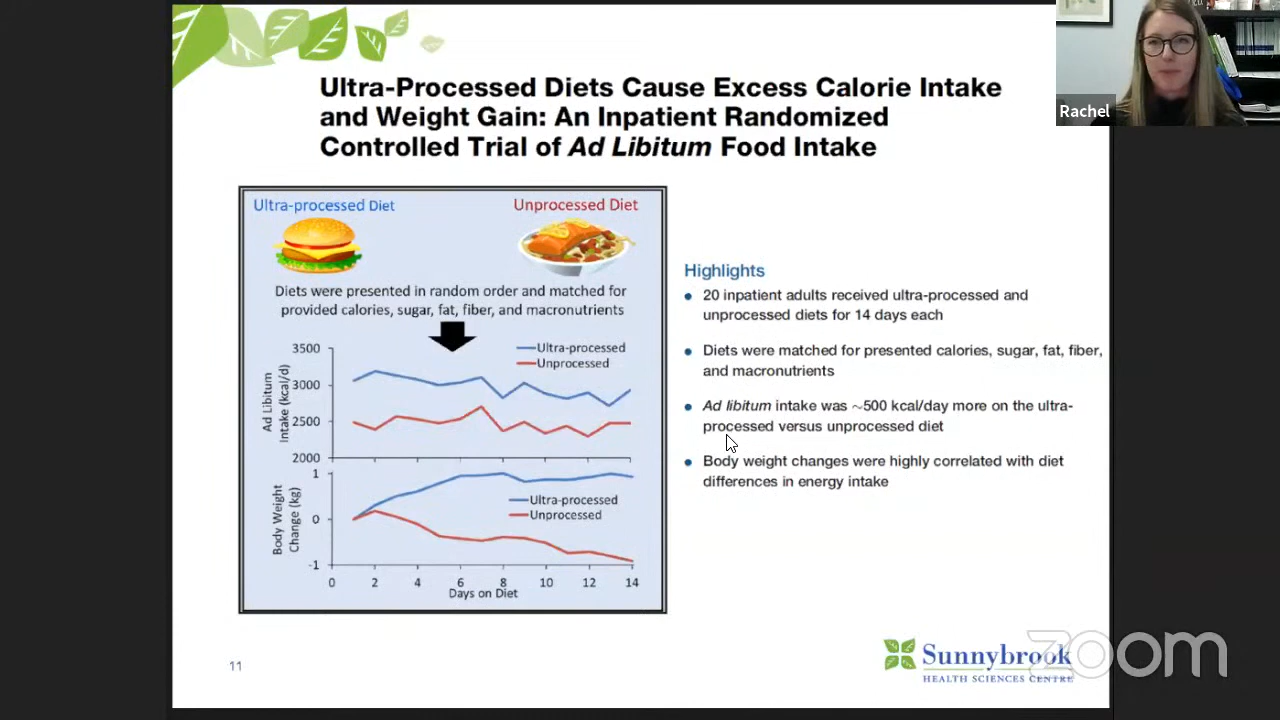 Ultra-Processed Diets Cause Excess Calorie Intake
and Weight Gain: An Inpatient Randomized
Controlled Trial of Ad Libitum Food Intake
Rachel
Ultra-processed Diet
Unprocessed Diet
Diets were presented in random order and matched for
provided calories, sugar, fat, fiber, and macronutrients
Ad Libitum
Intake (kcal/d)
3500
3000
2500
2000
Ultra-processed
Unprocessed
Body Weight
Change (kg)
1
0
-1
Ultra-processed
Unprocessed
0 2 4 6 8 10 12 14
Days on Diet
Highlights
• 20 inpatient adults received ultra-processed and
unprocessed diets for 14 days each
• Diets were matched for presented calories, sugar, fat, fiber,
and macronutrients
• Ad libitum intake was ~500 kcal/day more on the ultra-
processed versus unprocessed diet
• Body weight changes were highly correlated with diet
differences in energy intake
11
Sunnybrook
HEALTH SCIENCES CENTRE
zoom